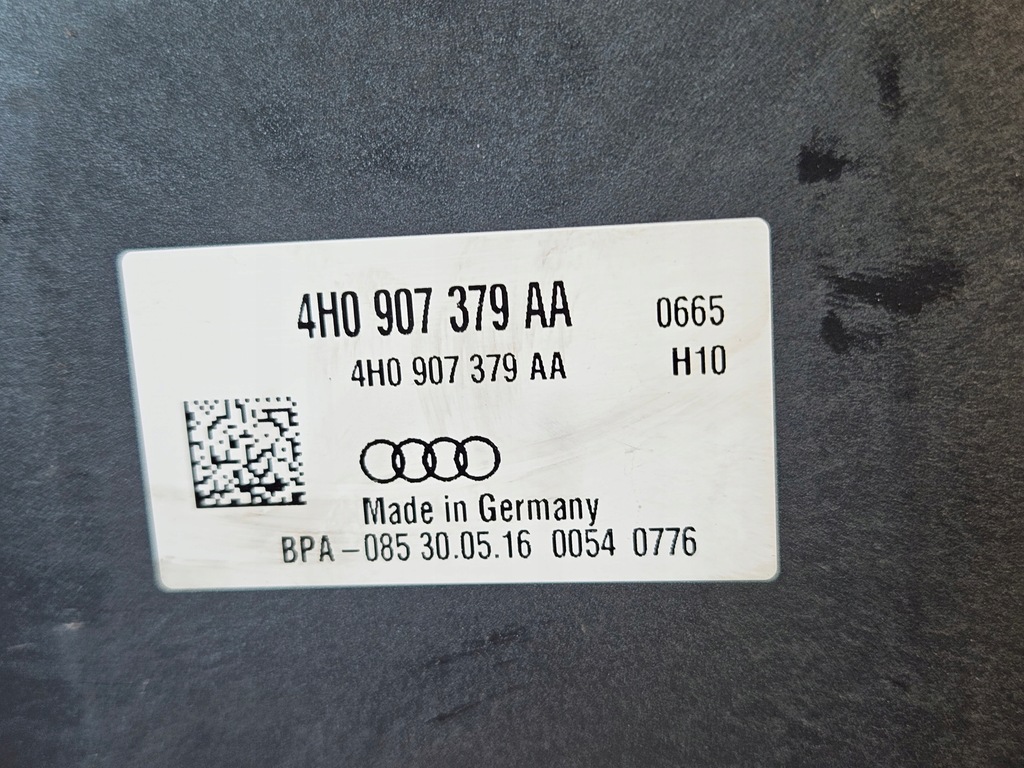 4H0 907 379 AA 0665
4H0 907 379 AA H10
Made in Germany
BPA-085 30.05.16 0054 0776